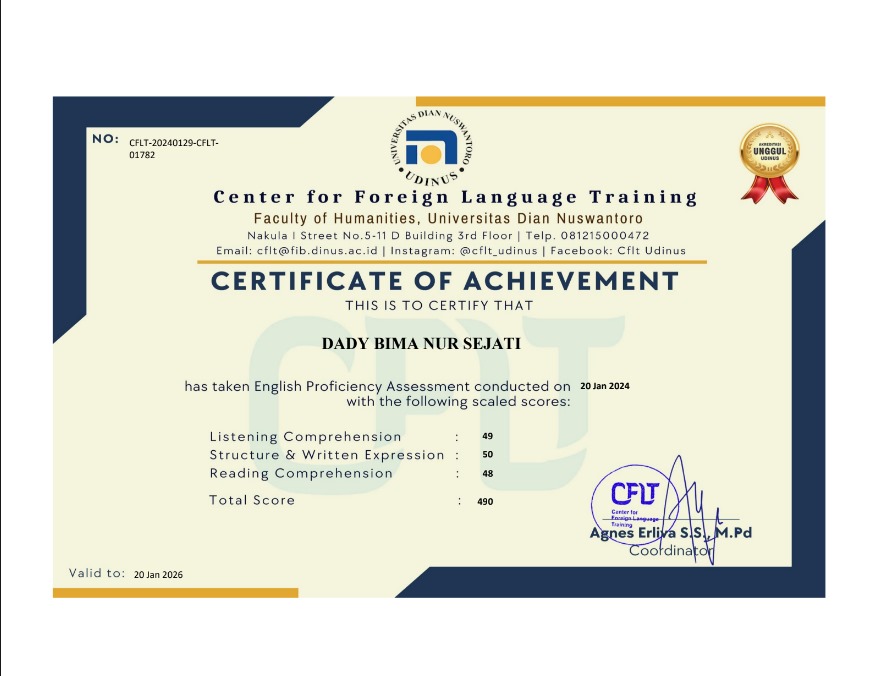 NO: CFLT-20240129-CFLT-
01782
UNIVERSITAS DIAN NUSWANTORO
• UDINUS •
AKREDITASI
UNGGUL
UDINUS
Center for Foreign Language Training
Faculty of Humanities, Universitas Dian Nuswantoro
Nakula I Street No.5-11 D Building 3rd Floor | Telp. 081215000472
Email: cflt@fib.dinus.ac.id | Instagram: @cflt_udinus | Facebook: Cflt Udinus
CERTIFICATE OF ACHIEVEMENT
THIS IS TO CERTIFY THAT
CFLT
DADY BIMA NUR SEJATI
has taken English Proficiency Assessment conducted on 20 Jan 2024
with the following scaled scores:
Listening Comprehension : 49
Structure & Written Expression : 50
Reading Comprehension : 48
Total Score : 490
CFLT
Center for
Foreign Language
Training
Agnes Erliva S.S., M.Pd
Coordinator
Valid to: 20 Jan 2026